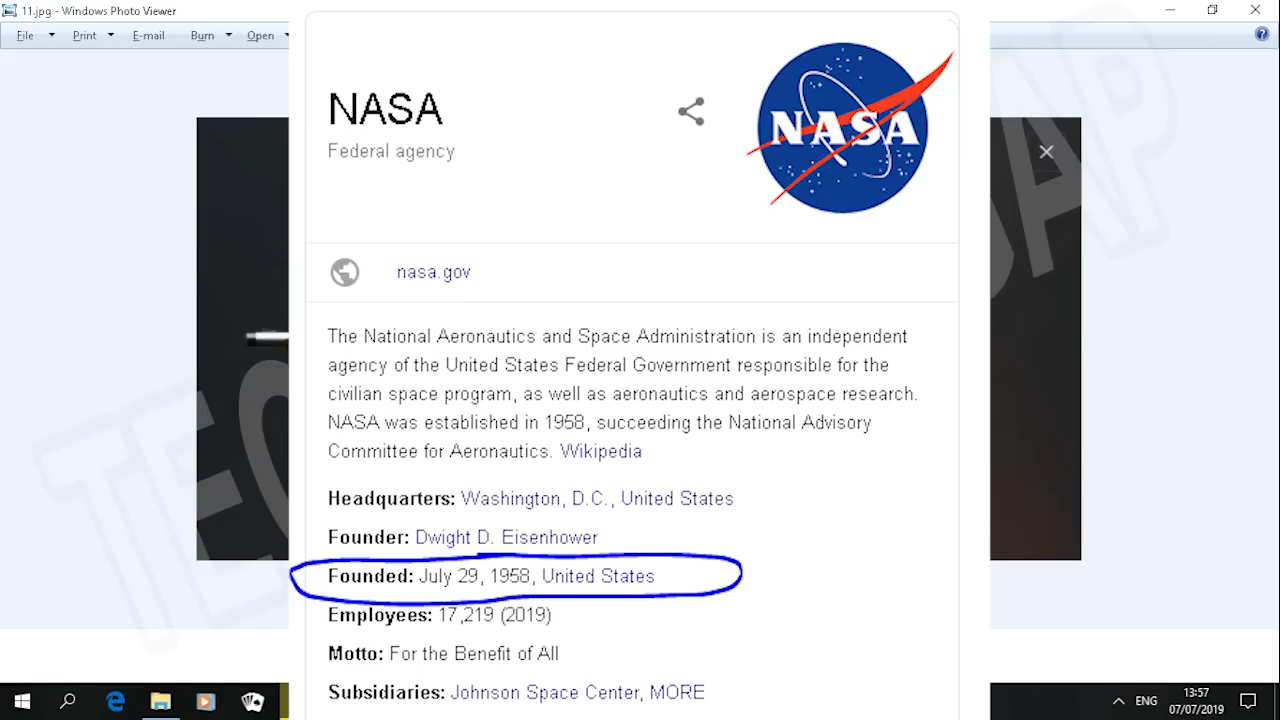 11.jpg - Windows Photo Viewer
File Print E-mail Burn Open
NASA
Federal agency
NASA
nasa.gov
The National Aeronautics and Space Administration is an independent
agency of the United States Federal Government responsible for the
civilian space program, as well as aeronautics and aerospace research.
NASA was established in 1958, succeeding the National Advisory
Committee for Aeronautics. Wikipedia
Headquarters: Washington, D.C., United States
Founder: Dwight D. Eisenhower
Founded: July 29, 1958, United States
Employees: 17,219 (2019)
Motto: For the Benefit of All
Subsidiaries: Johnson Space Center, MORE
ENG
13:57
07/07/2019